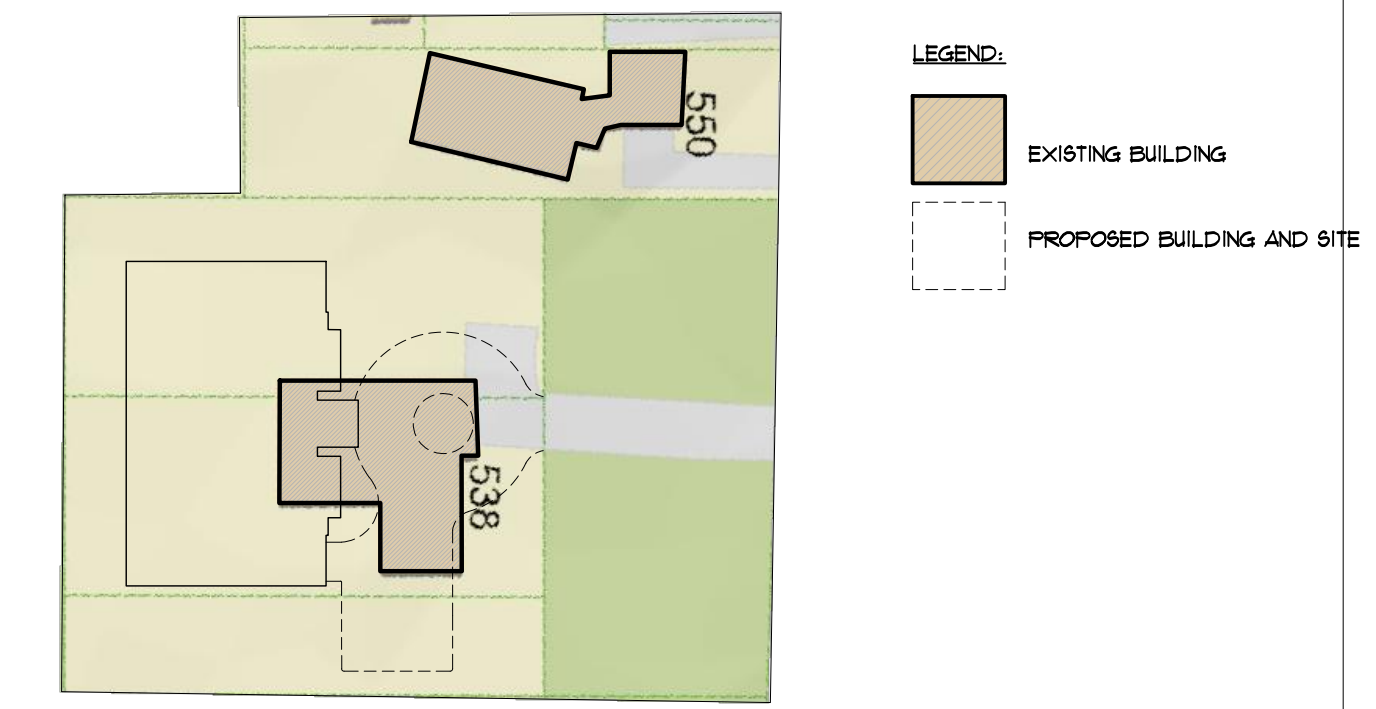 LEGEND:
EXISTING BUILDING
PROPOSED BUILDING AND SITE
550
538